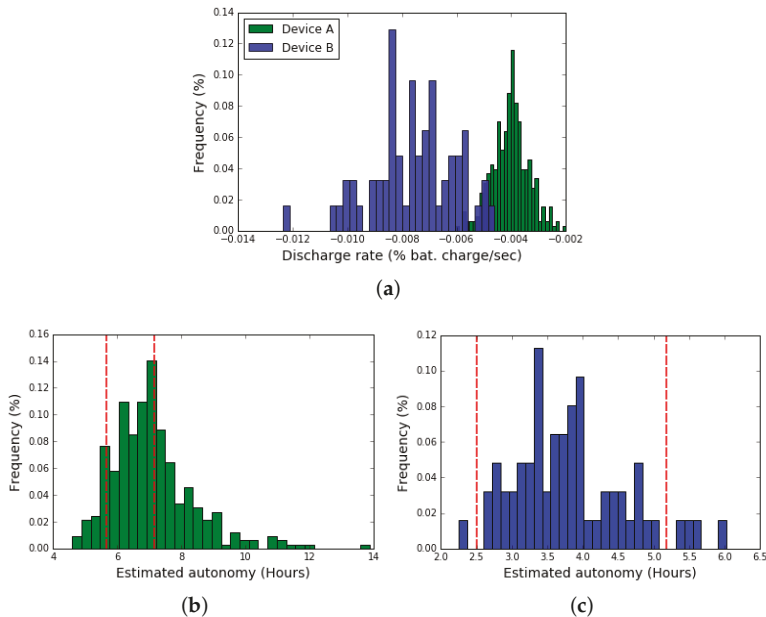 Device A
Device B
Frequency (%)
0.14
0.12
0.10
0.08
0.06
0.04
0.02
0.00
−0.014 −0.012 −0.010 −0.008 −0.006 −0.004 −0.002
Discharge rate (% bat. charge/sec)
(a)
Frequency (%)
0.16
0.14
0.12
0.10
0.08
0.06
0.04
0.02
0.00
4 6 8 10 12 14
Estimated autonomy (Hours)
(b)
Frequency (%)
0.12
0.10
0.08
0.06
0.04
0.02
0.00
2.0 2.5 3.0 3.5 4.0 4.5 5.0 5.5 6.0 6.5
Estimated autonomy (Hours)
(c)